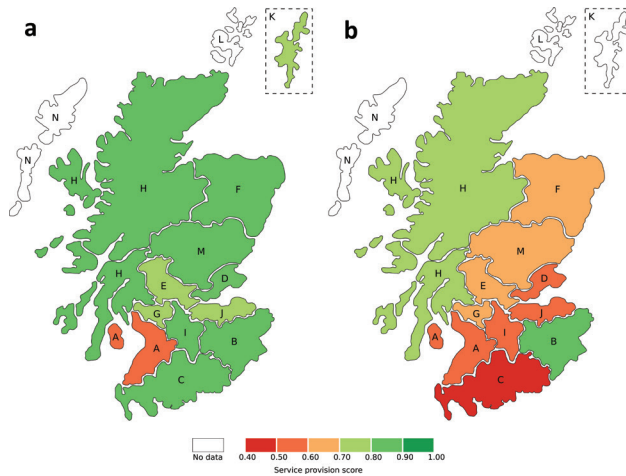 a
b
K
K
L
L
N
N
N
N
H
H
H
F
H
F
M
M
D
D
H
E
H
E
G
J
G
J
A
I
A
I
B
B
A
A
C
C
No data
0.40 0.50 0.60 0.70 0.80 0.90 1.00
Service provision score